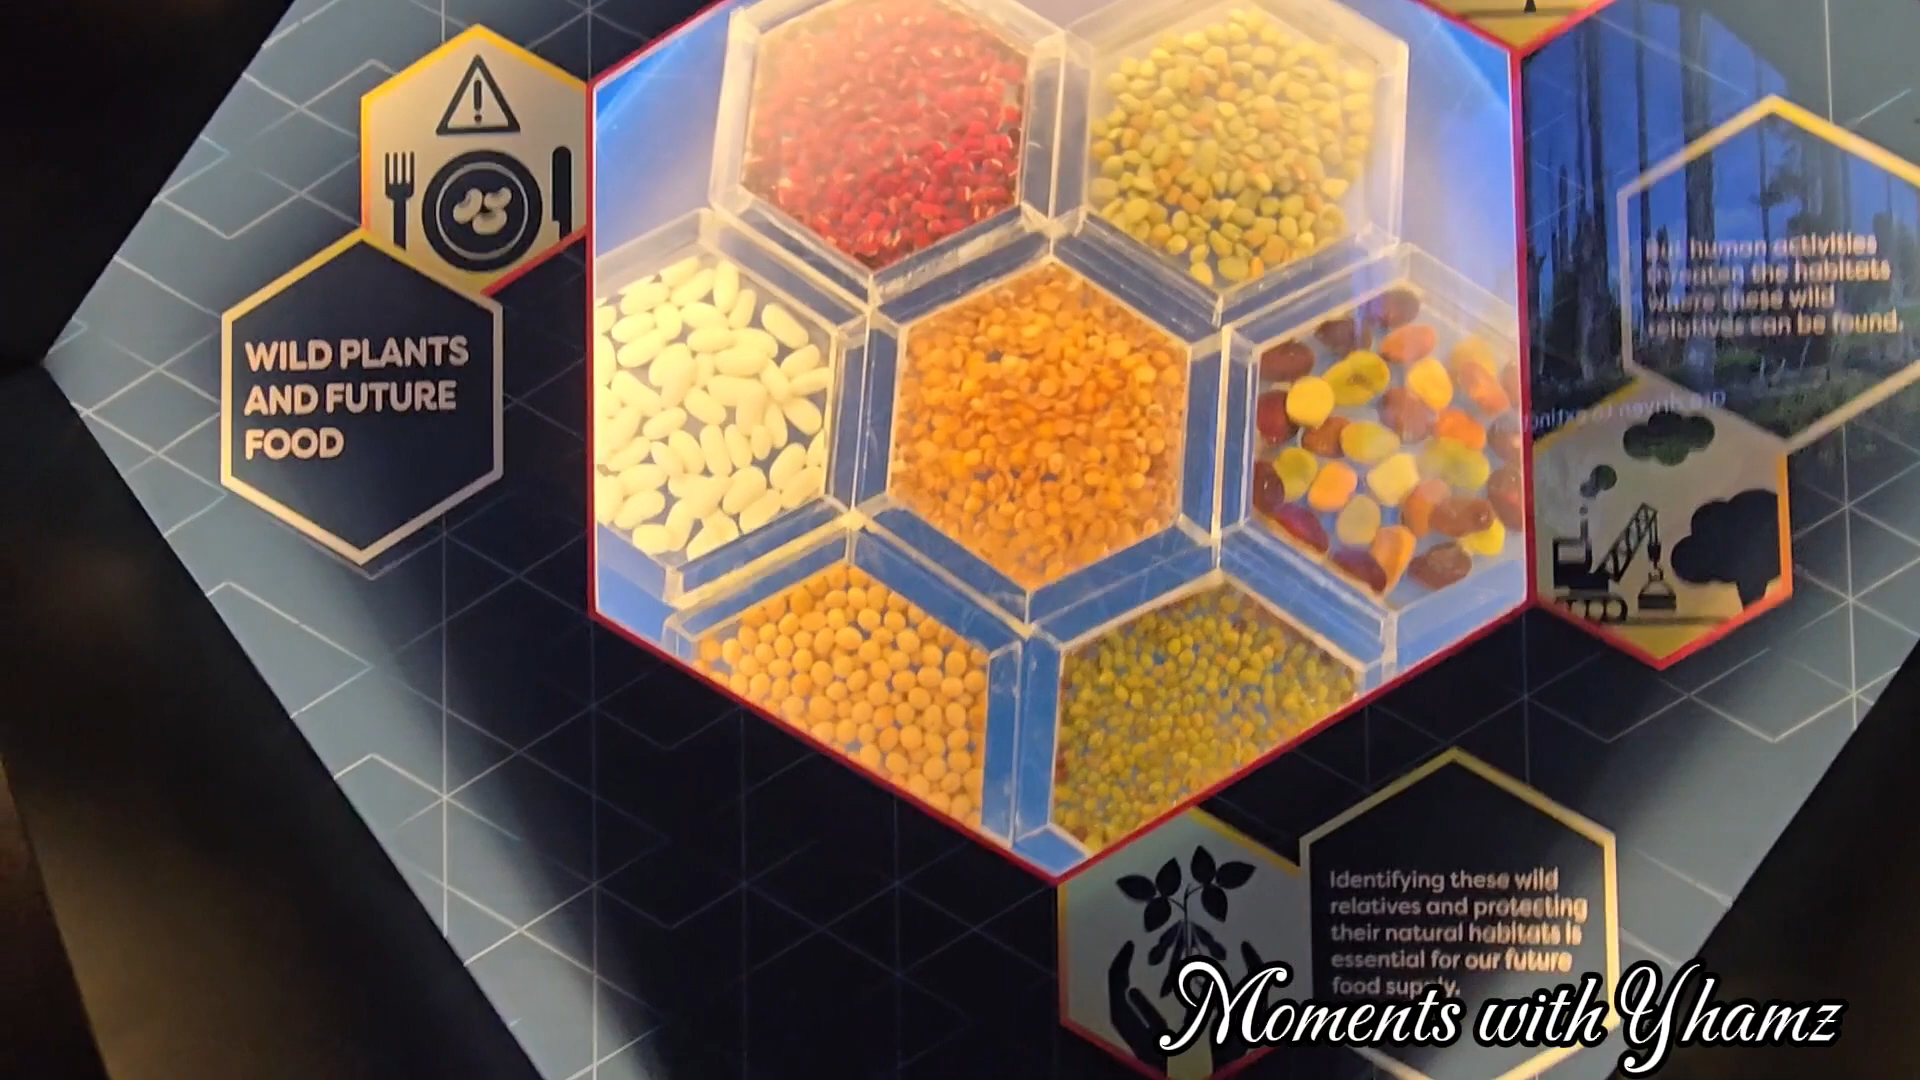 WILD PLANTS
AND FUTURE
FOOD
But human activities
threaten the habitats
where these wild
relatives can be found.
Identifying these wild
relatives and protecting
their natural habitats is
essential for our future
food supply.
Moments with Yhamz